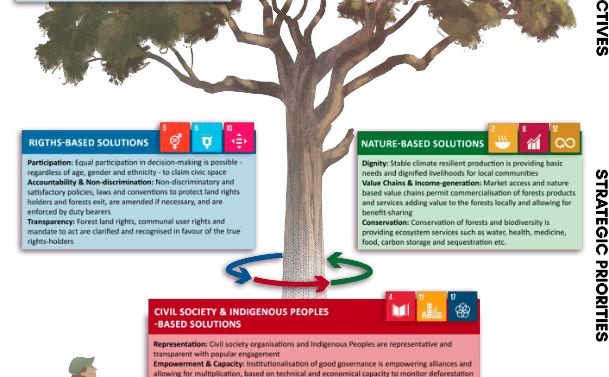 CTIVES
STRATEGIC PRIORITIES
5 6 10
RIGTHS-BASED SOLUTIONS
Participation: Equal participation in decision-making is possible -
regardless of age, gender and ethnicity - to claim civic space
Accountability & Non-discrimination: Non-discriminatory and
satisfactory policies, laws and conventions to protect land rights
holders and forests exit, are amended if necessary, and are
enforced by duty bearers
Transparency: Forest land rights, communal user rights and
mandate to act are clarified and recognised in favour of the true
rights-holders
2 8 12
NATURE-BASED SOLUTIONS
Dignity: Stable climate resilient production is providing basic
needs and dignified livelihoods for local communities
Value Chains & Income-generation: Market access and nature
based value chains permit commercialisation of forests products
and services adding value to the forests locally and allowing for
benefit-sharing
Conservation: Conservation of forests and biodiversity is
providing ecosystem services such as water, health, medicine,
food, carbon storage and sequestration etc.
4 11 17
CIVIL SOCIETY & INDIGENOUS PEOPLES
-BASED SOLUTIONS
Representation: Civil society organisations and Indigenous Peoples are representative and
transparent with popular engagement
Empowerment & Capacity: Institutionalisation of good governance is empowering alliances and
allowing for multiplication, based on technical and economical capacity to monitor deforestation